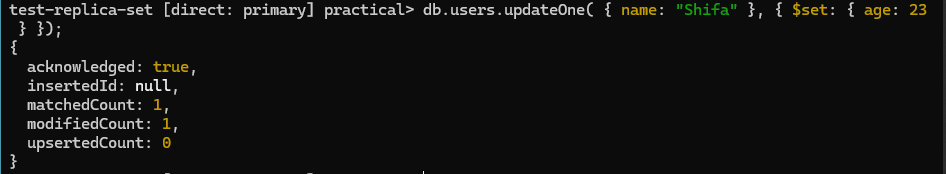 test-replica-set [direct: primary] practical> db.users.updateOne( { name: "Shifa" }, { $set: { age: 23
 } });
{
  acknowledged: true,
  insertedId: null,
  matchedCount: 1,
  modifiedCount: 1,
  upsertedCount: 0
}